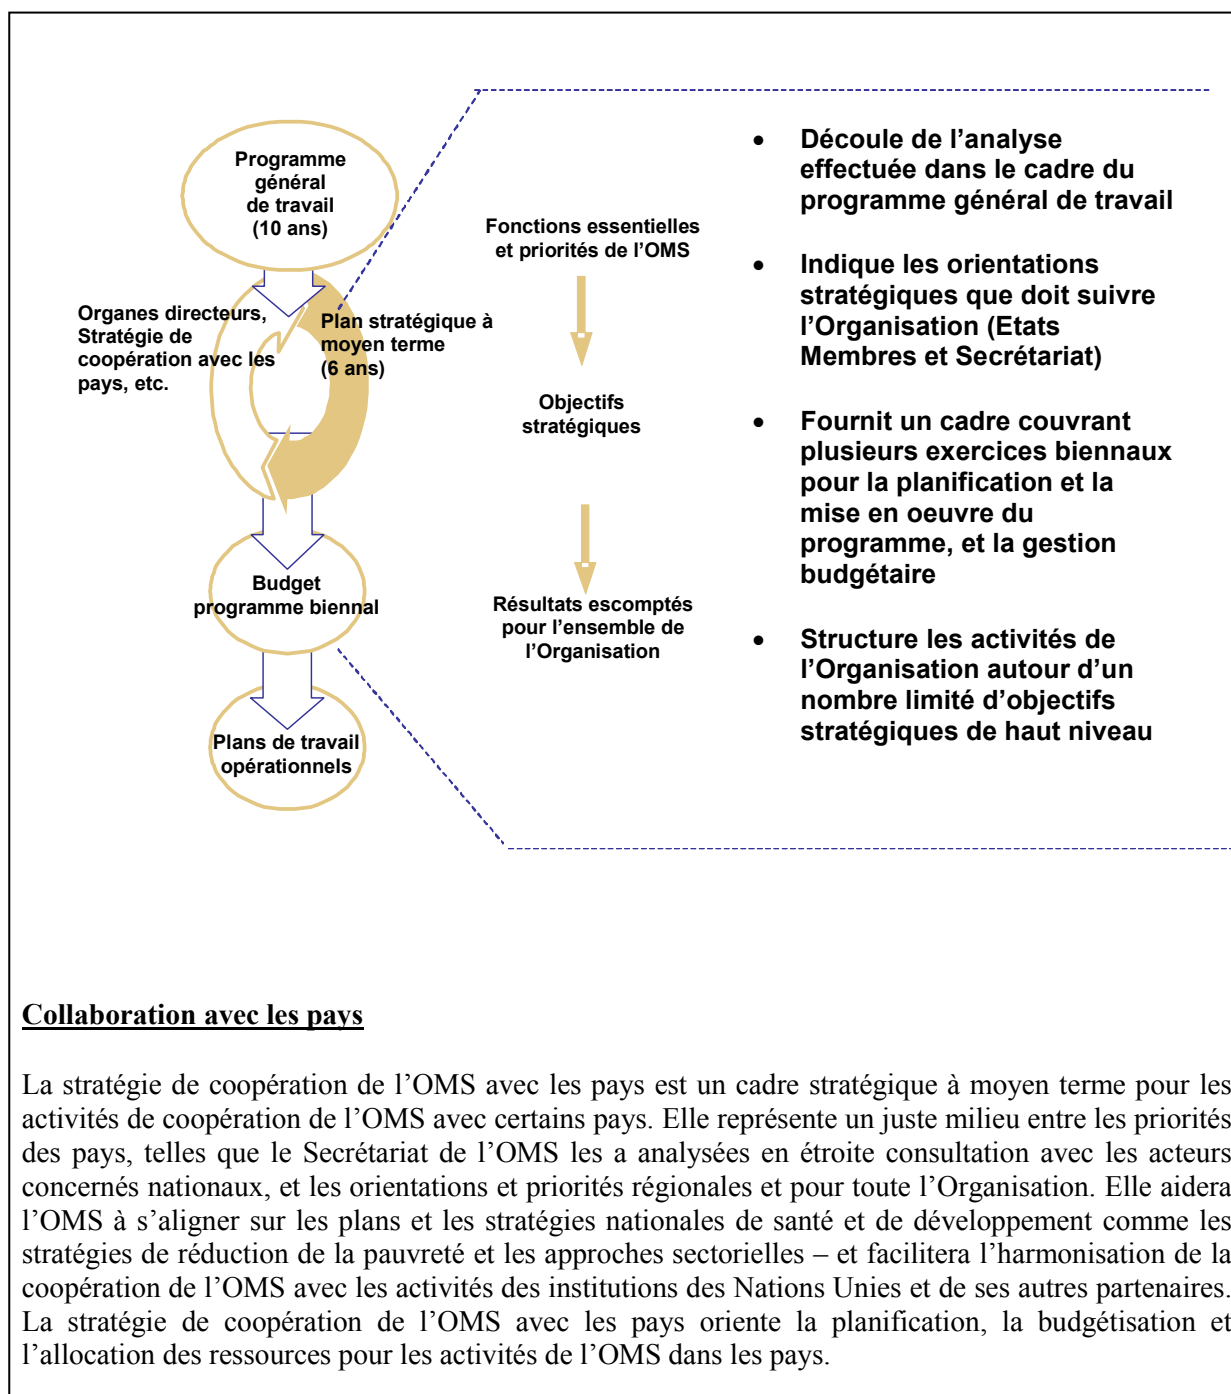 Programme
général
de travail
(10 ans)
Organes directeurs,
Stratégie de
coopération avec les
pays, etc.
Plan stratégique à
moyen terme
(6 ans)
Budget
programme biennal
Plans de travail
opérationnels
Fonctions essentielles
et priorités de l’OMS
Objectifs
stratégiques
Résultats escomptés
pour l’ensemble de
l’Organisation
• Découle de l’analyse
effectuée dans le cadre du
programme général de travail
• Indique les orientations
stratégiques que doit suivre
l’Organisation (Etats
Membres et Secrétariat)
• Fournit un cadre couvrant
plusieurs exercices biennaux
pour la planification et la
mise en oeuvre du
programme, et la gestion
budgétaire
• Structure les activités de
l’Organisation autour d’un
nombre limité d’objectifs
stratégiques de haut niveau
Collaboration avec les pays
La stratégie de coopération de l’OMS avec les pays est un cadre stratégique à moyen terme pour les
activités de coopération de l’OMS avec certains pays. Elle représente un juste milieu entre les priorités
des pays, telles que le Secrétariat de l’OMS les a analysées en étroite consultation avec les acteurs
concernés nationaux, et les orientations et priorités régionales et pour toute l’Organisation. Elle aidera
l’OMS à s’aligner sur les plans et les stratégies nationales de santé et de développement comme les
stratégies de réduction de la pauvreté et les approches sectorielles – et facilitera l’harmonisation de la
coopération de l’OMS avec les activités des institutions des Nations Unies et de ses autres partenaires.
La stratégie de coopération de l’OMS avec les pays oriente la planification, la budgétisation et
l’allocation des ressources pour les activités de l’OMS dans les pays.